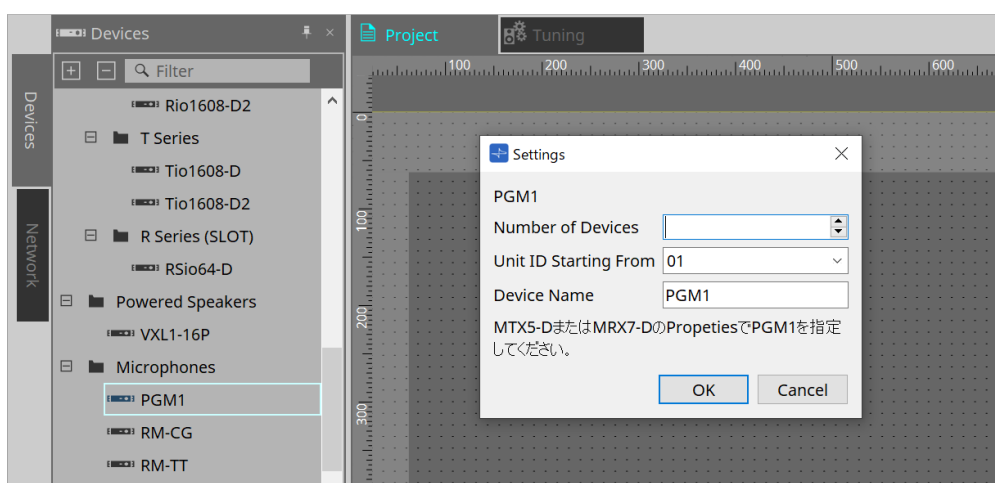 Devices
Project
Tuning
Filter
Devices
Network
Rio1608-D2
T Series
Tio1608-D
Tio1608-D2
R Series (SLOT)
RSio64-D
Powered Speakers
VXL1-16P
Microphones
PGM1
RM-CG
RM-TT
100
200
300
400
500
600
0
100
200
300
Settings
PGM1
Number of Devices
Unit ID Starting From 01
Device Name PGM1
MTX5-DまたはMRX7-DのPropetiesでPGM1を指定
してください。
OK Cancel